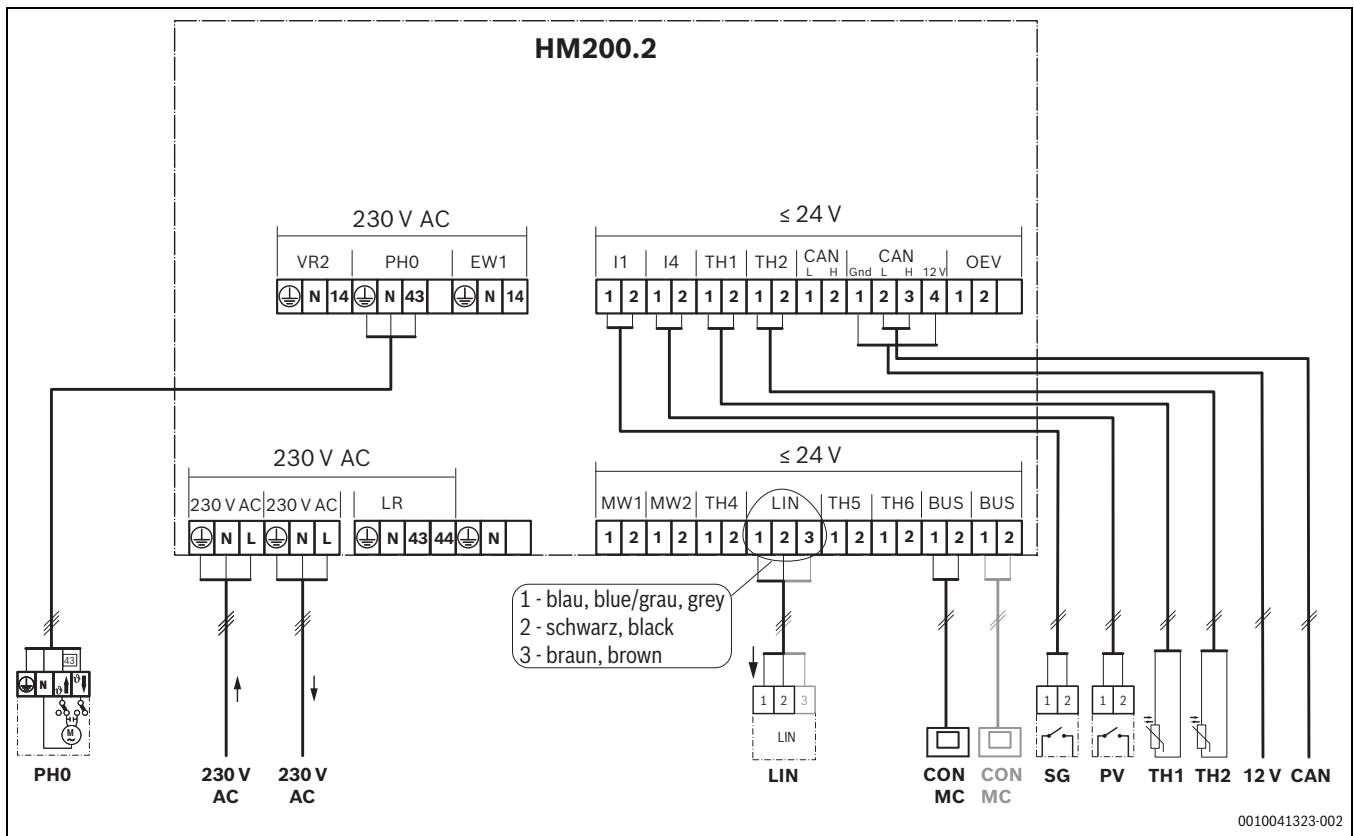 HM200.2
230 V AC
≤ 24 V
VR2 PH0 EW1
I1 I4 TH1 TH2 CAN CAN OEV
L H Gnd L H 12 V
N 14 N 43 N 14
1 2 1 2 1 2 1 2 1 2 1 2 3 4 1 2
230 V AC
≤ 24 V
230 V AC 230 V AC LR
MW1 MW2 TH4 LIN TH5 TH6 BUS BUS
N L N L N 43 44 N
1 2 1 2 1 2 1 2 3 1 2 1 2 1 2 1 2
1 - blau, blue/grau, grey
2 - schwarz, black
3 - braun, brown
43
N ϑ ϑ
M
~
1 2 3
LIN
1 2
1 2
PH0
230 V
AC
230 V
AC
LIN
CON
MC
CON
MC
SG PV TH1 TH2 12 V CAN
0010041323-002